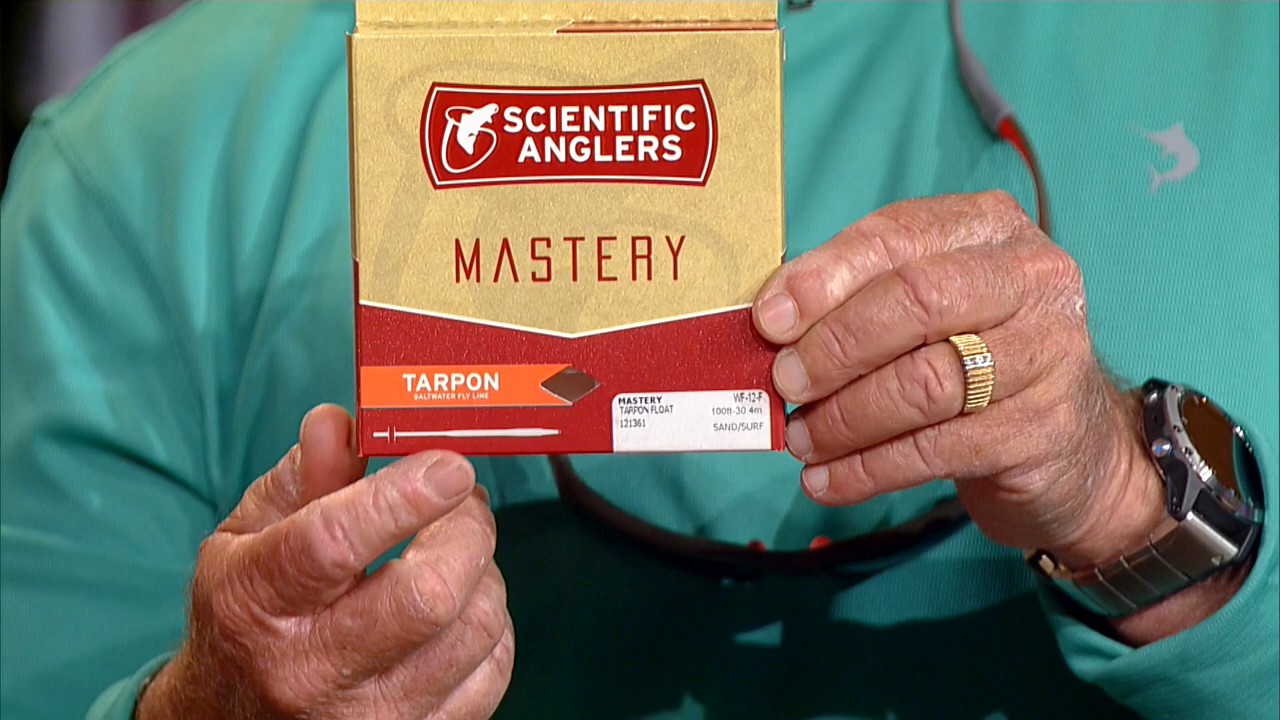 SCIENTIFIC
ANGLERS
MASTERY
TARPON
SALTWATER FLY LINE
MASTERY WF-12-F
TARPON FLOAT 100ft-30.4m
121361 SAND/SURF